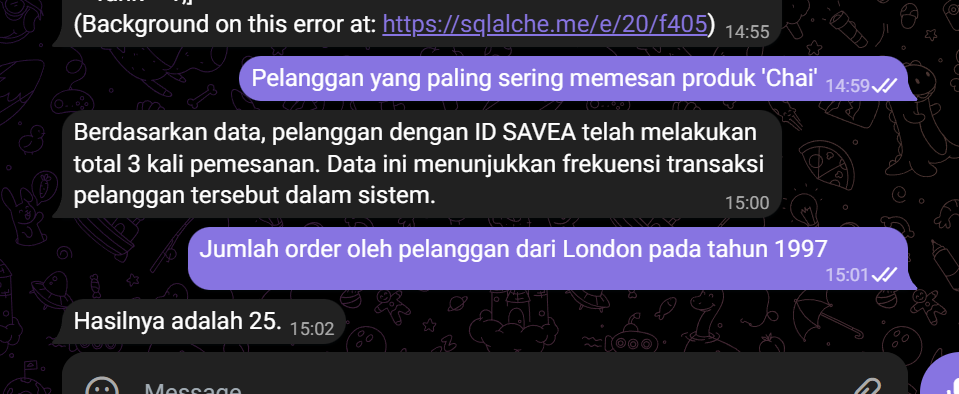 (Background on this error at: https://sqlalche.me/e/20/f405) 14:55
Pelanggan yang paling sering memesan produk 'Chai' 14:59
Berdasarkan data, pelanggan dengan ID SAVEA telah melakukan
total 3 kali pemesanan. Data ini menunjukkan frekuensi transaksi
pelanggan tersebut dalam sistem. 15:00
Jumlah order oleh pelanggan dari London pada tahun 1997
15:01
Hasilnya adalah 25. 15:02
Message